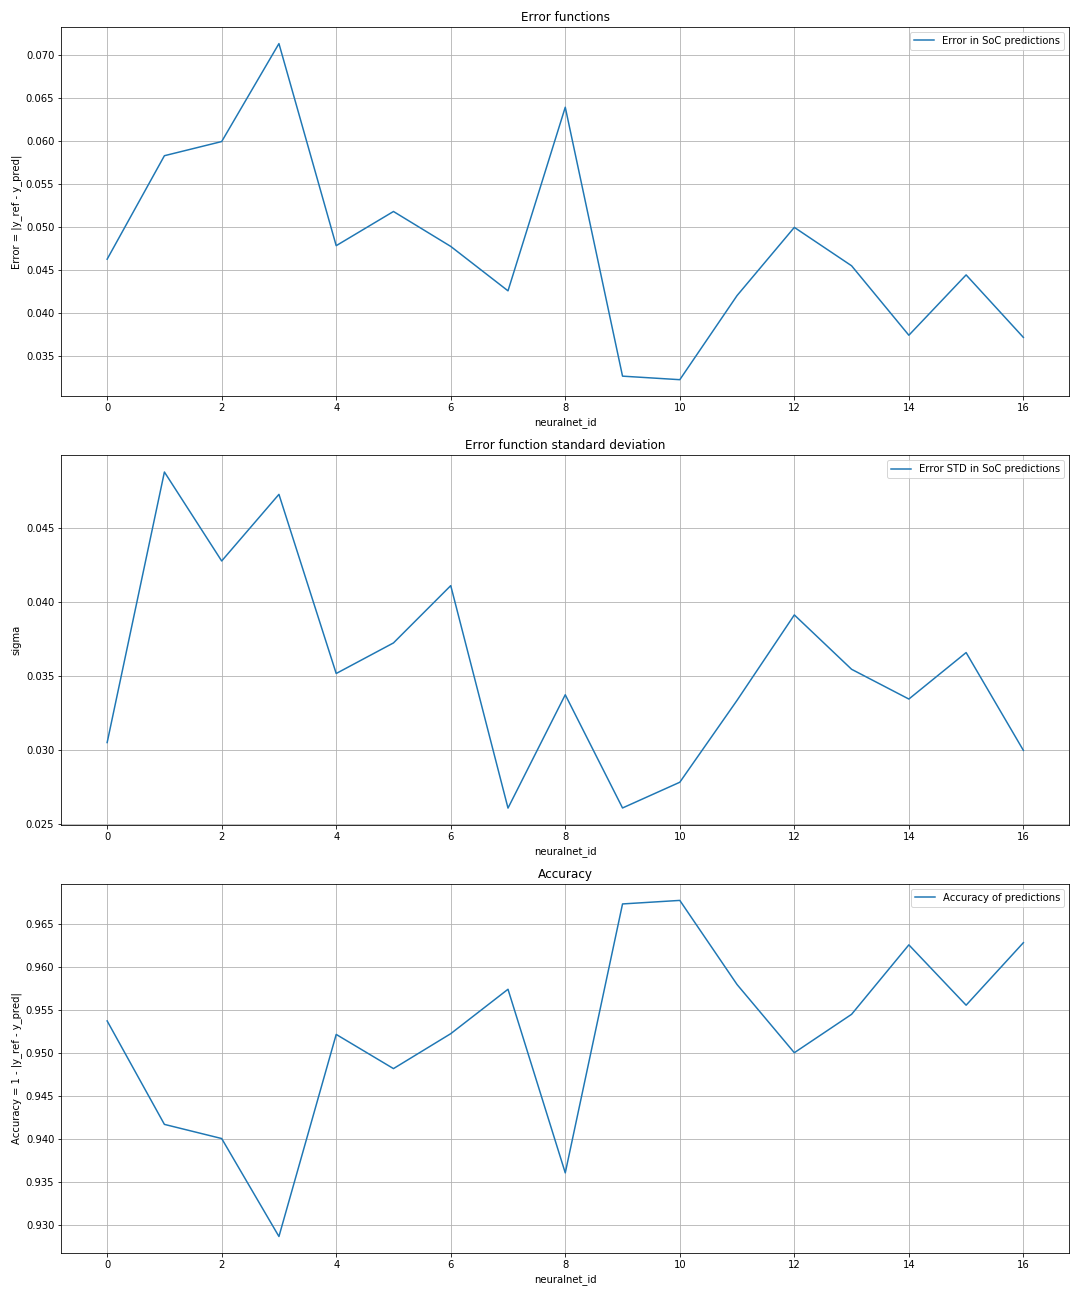 Error functions
Error in SoC predictions
Error = |y_ref - y_pred|
0.070
0.065
0.060
0.055
0.050
0.045
0.040
0.035
0 2 4 6 8 10 12 14 16
neuralnet_id
Error function standard deviation
Error STD in SoC predictions
sigma
0.045
0.040
0.035
0.030
0.025
0 2 4 6 8 10 12 14 16
neuralnet_id
Accuracy
Accuracy of predictions
Accuracy = 1 - |y_ref - y_pred|
0.965
0.960
0.955
0.950
0.945
0.940
0.935
0.930
0 2 4 6 8 10 12 14 16
neuralnet_id